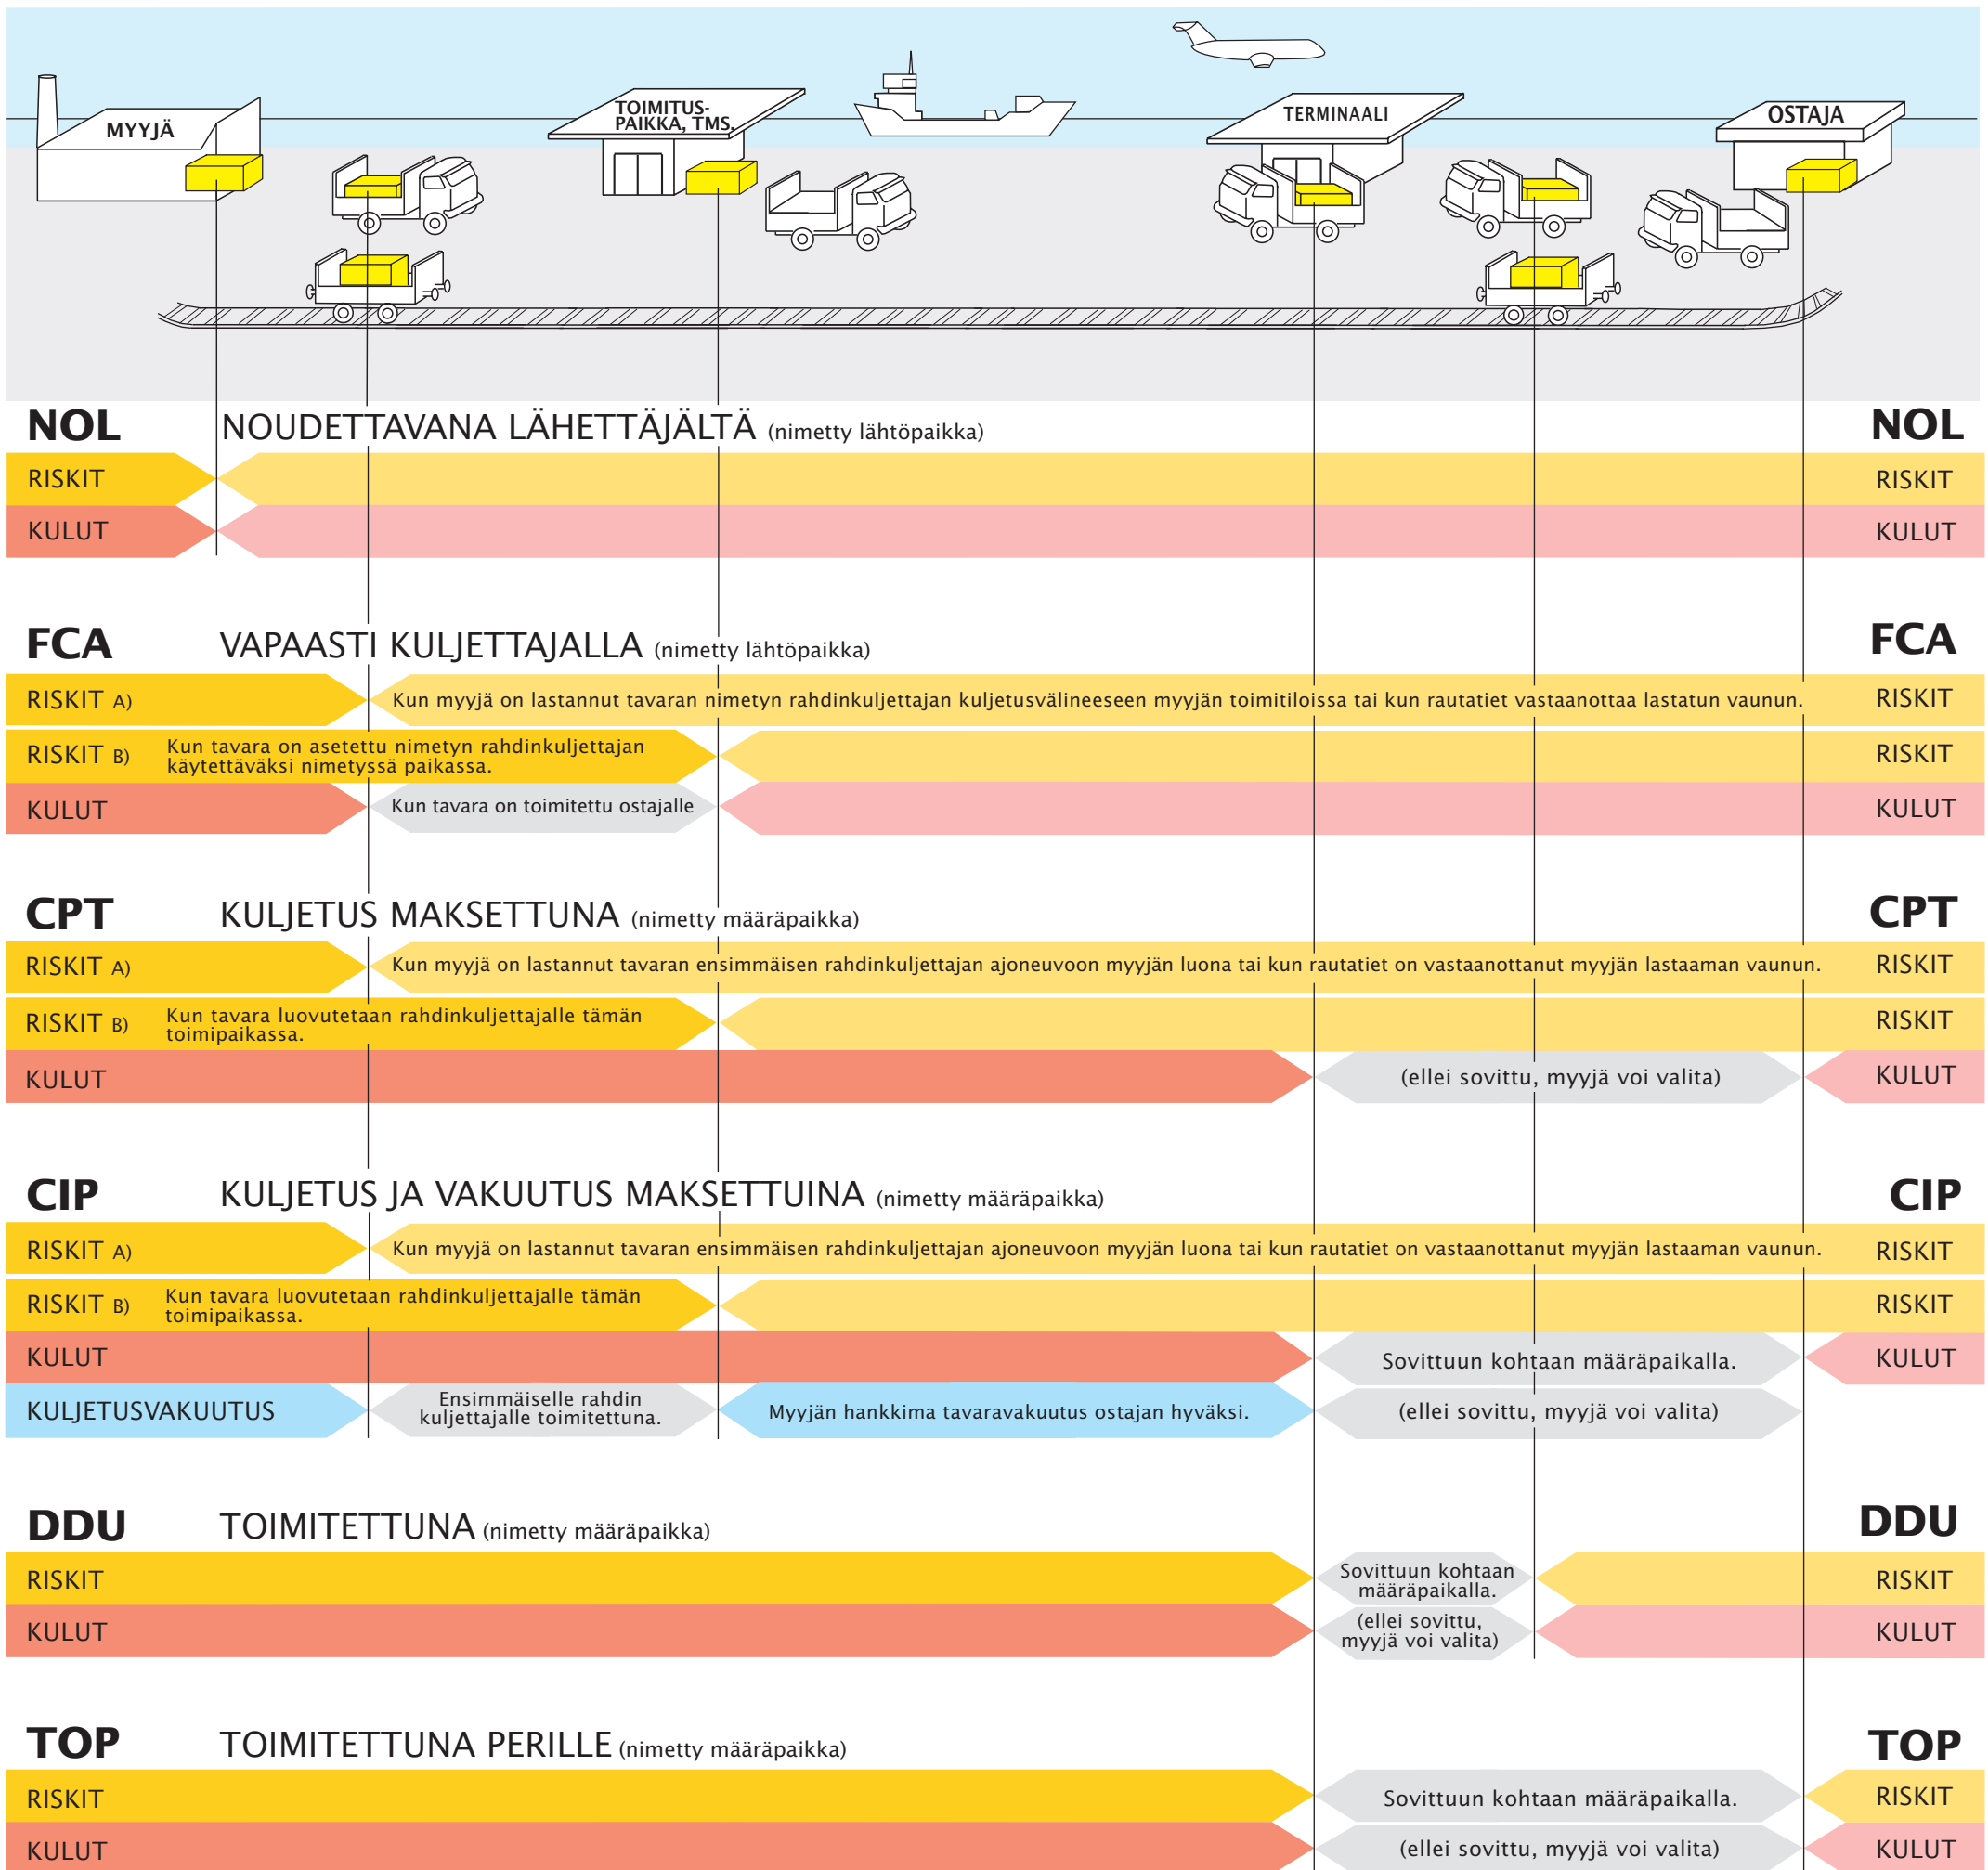 MYYJÄ
TOIMITUS-
PAIKKA, TMS.
TERMINAALI
OSTAJA
NOL NOUDETTAVANA LÄHETTÄJÄLTÄ (nimetty lähtöpaikka) NOL
RISKIT RISKIT
KULUT KULUT
FCA VAPAASTI KULJETTAJALLA (nimetty lähtöpaikka) FCA
RISKIT A) Kun myyjä on lastannut tavaran nimetyn rahdinkuljettajan kuljetusvälineeseen myyjän toimitiloissa tai kun rautatiet vastaanottaa lastatun vaunun. RISKIT
RISKIT B) Kun tavara on asetettu nimetyn rahdinkuljettajan
käytettäväksi nimetyssä paikassa. RISKIT
KULUT Kun tavara on toimitettu ostajalle KULUT
CPT KULJETUS MAKSETTUNA (nimetty määräpaikka) CPT
RISKIT A) Kun myyjä on lastannut tavaran ensimmäisen rahdinkuljettajan ajoneuvoon myyjän luona tai kun rautatiet on vastaanottanut myyjän lastaaman vaunun. RISKIT
RISKIT B) Kun tavara luovutetaan rahdinkuljettajalle tämän
toimipaikassa. RISKIT
KULUT (ellei sovittu, myyjä voi valita) KULUT
CIP KULJETUS JA VAKUUTUS MAKSETTUINA (nimetty määräpaikka) CIP
RISKIT A) Kun myyjä on lastannut tavaran ensimmäisen rahdinkuljettajan ajoneuvoon myyjän luona tai kun rautatiet on vastaanottanut myyjän lastaaman vaunun. RISKIT
RISKIT B) Kun tavara luovutetaan rahdinkuljettajalle tämän
toimipaikassa. RISKIT
KULUT Sovittuun kohtaan määräpaikalla. KULUT
KULJETUSVAKUUTUS Ensimmäiselle rahdin
kuljettajalle toimitettuna. Myyjän hankkima tavaravakuutus ostajan hyväksi. (ellei sovittu, myyjä voi valita)
DDU TOIMITETTUNA (nimetty määräpaikka) DDU
RISKIT Sovittuun kohtaan
määräpaikalla. RISKIT
KULUT (ellei sovittu,
myyjä voi valita) KULUT
TOP TOIMITETTUNA PERILLE (nimetty määräpaikka) TOP
RISKIT Sovittuun kohtaan määräpaikalla. RISKIT
KULUT (ellei sovittu, myyjä voi valita) KULUT